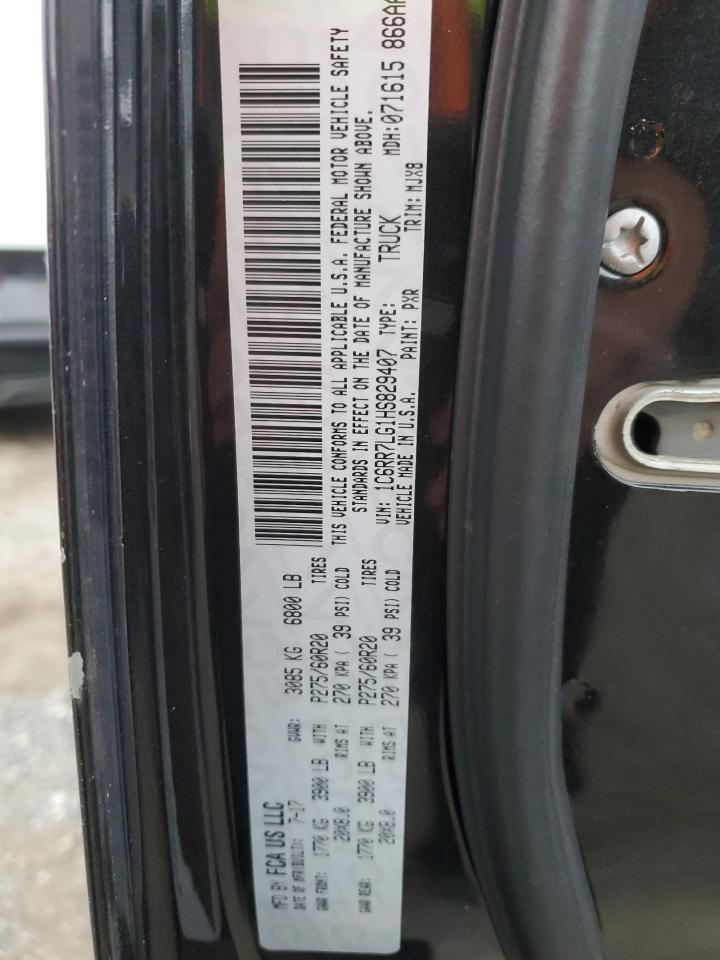 MFD BY FCA US LLC
DATE OF MFR(BUILT): 7-17 GVWR: 3085 KG 6800 LB
GAWR FRONT: 1770 KG 3900 LB WITH P275/60R20 TIRES
20X8.0 RIMS AT 270 KPA ( 39 PSI) COLD
GAWR REAR: 1770 KG 3900 LB WITH P275/60R20 TIRES
20X8.0 RIMS AT 270 KPA ( 39 PSI) COLD
THIS VEHICLE CONFORMS TO ALL APPLICABLE U.S.A. FEDERAL MOTOR VEHICLE SAFETY
STANDARDS IN EFFECT ON THE DATE OF MANUFACTURE SHOWN ABOVE.
VIN: 1C6RR7LG1HS829407 TYPE: TRUCK MDH:071615 866AA
VEHICLE MADE IN U.S.A. PAINT: PXR TRIM: MJX8